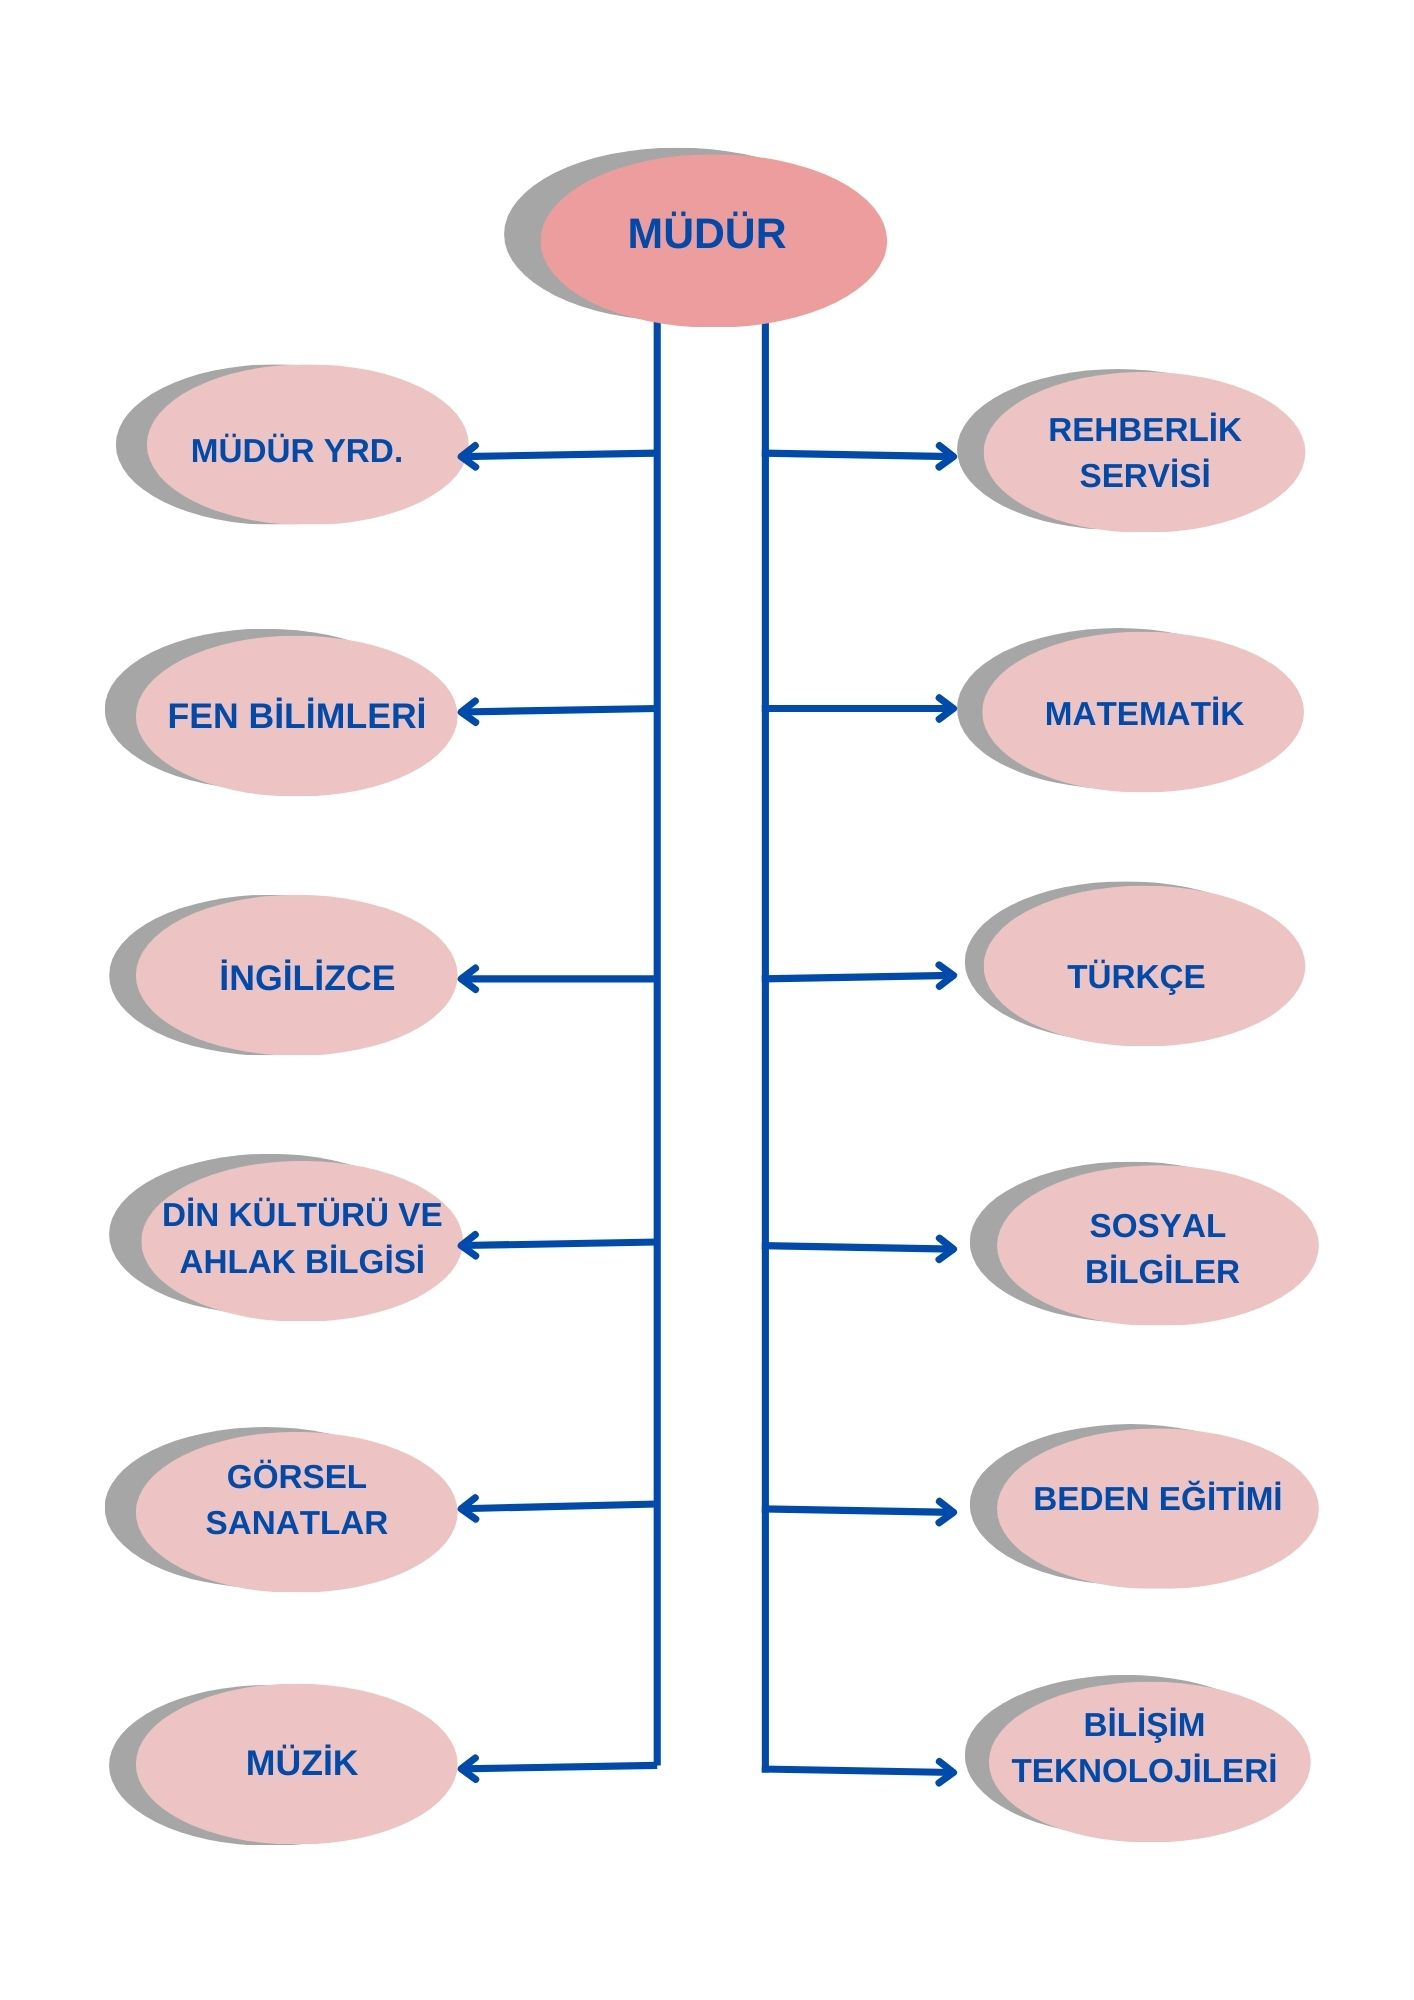 MÜDÜR
MÜDÜR YRD.
REHBERLİK
SERVİSİ
FEN BİLİMLERİ
MATEMATİK
İNGİLİZCE
TÜRKÇE
DİN KÜLTÜRÜ VE
AHLAK BİLGİSİ
SOSYAL
BİLGİLER
GÖRSEL
SANATLAR
BEDEN EĞİTİMİ
MÜZİK
BİLİŞİM
TEKNOLOJİLERİ